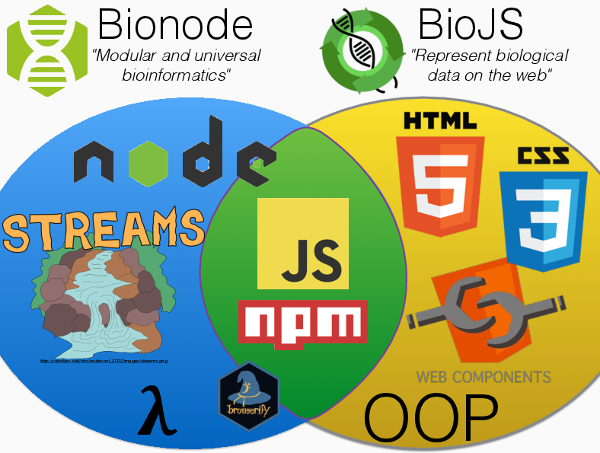 Bionode
"Modular and universal
bioinformatics"
BioJS
"Represent biological
data on the web"
node
STREAMS
λ
JS
npm
browserify
HTML
5
CSS
3
WEB COMPONENTS
OOP